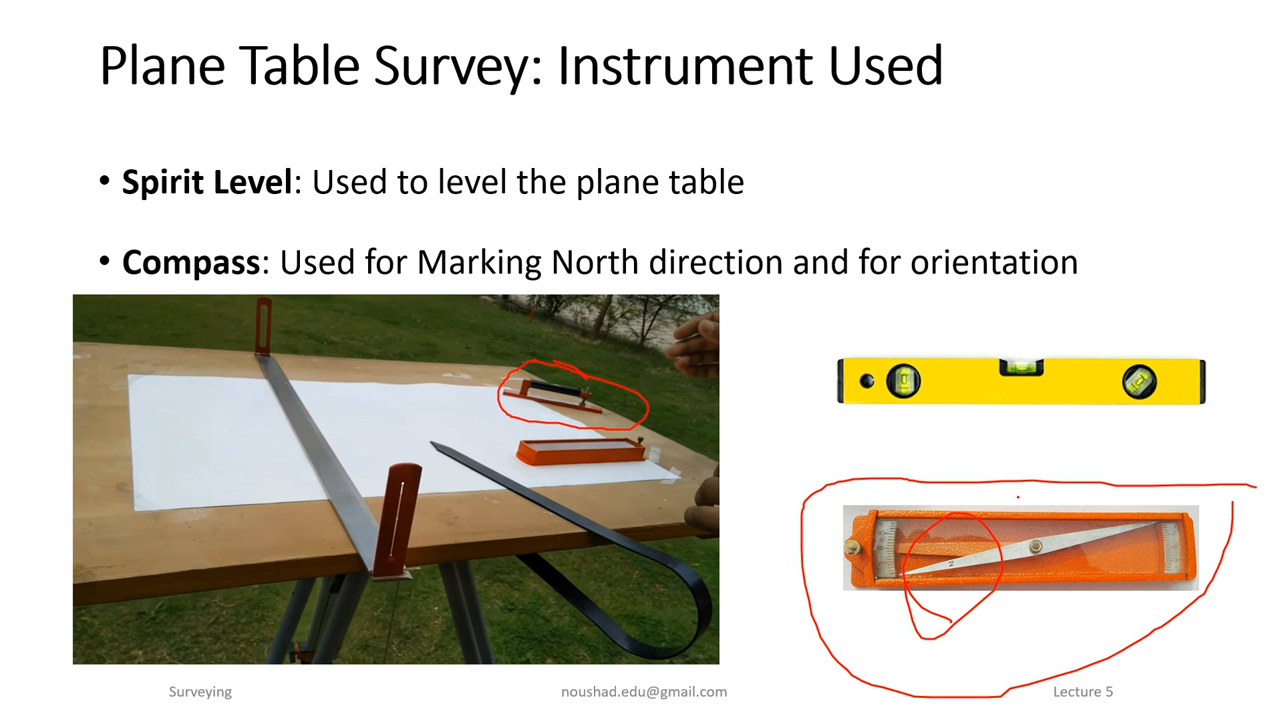 Plane Table Survey: Instrument Used
• Spirit Level: Used to level the plane table
• Compass: Used for Marking North direction and for orientation
N
Surveying
noushad.edu@gmail.com
Lecture 5